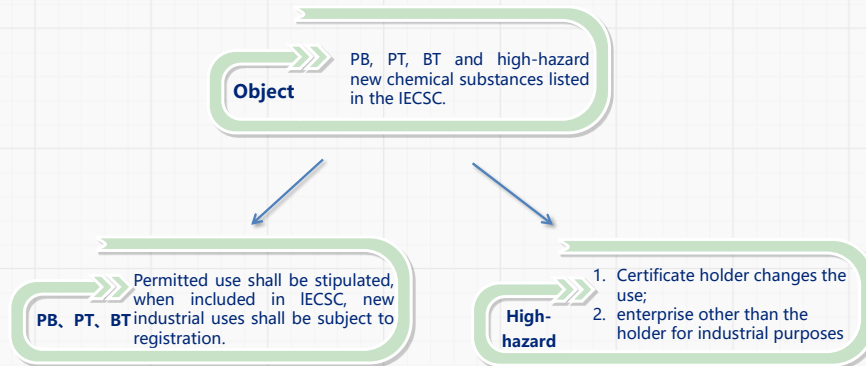 Object
PB, PT, BT and high-hazard
new chemical substances listed
in the IECSC.
PB、PT、BT
Permitted use shall be stipulated,
when included in IECSC, new
industrial uses shall be subject to
registration.
High-
hazard
1. Certificate holder changes the
use;
2. enterprise other than the
holder for industrial purposes